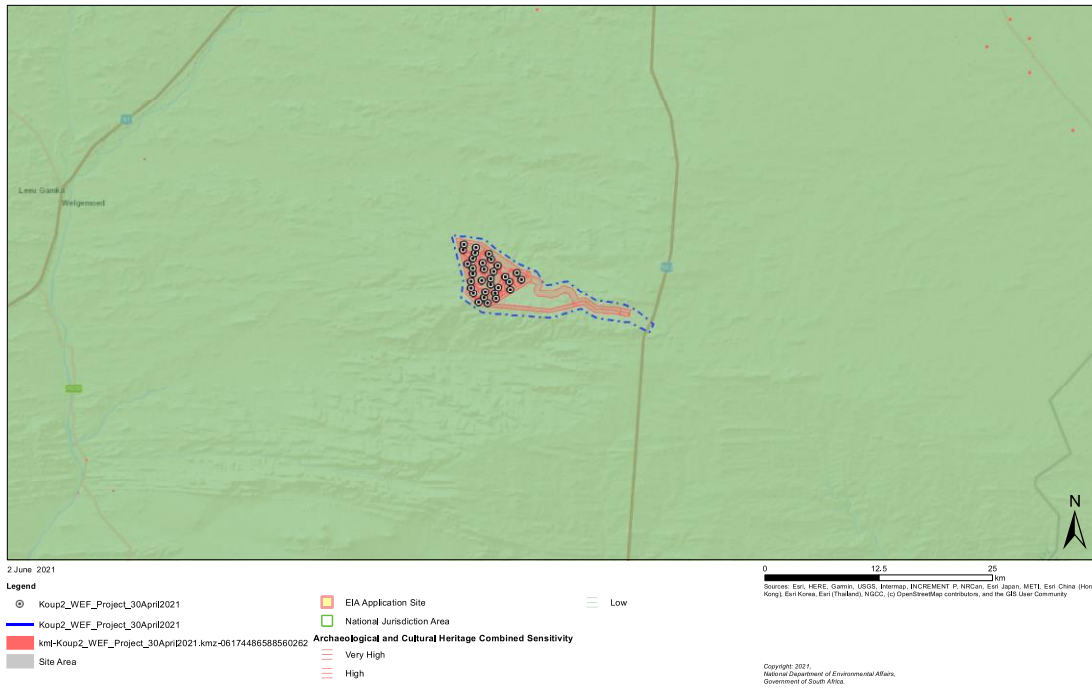 N1
Leeu Gamka
Welgemoed
N
2 June 2021
Legend
Koup2_WEF_Project_30April2021
Koup2_WEF_Project_30April2021
kml-Koup2_WEF_Project_30April2021.kmz-06174486588560262
Site Area
EIA Application Site
National Jurisdiction Area
Archaeological and Cultural Heritage Combined Sensitivity
Very High
High
Low
0 12.5 25
km
Sources: Esri, HERE, Garmin, USGS, Intermap, INCREMENT P, NRCan, Esri Japan, METI, Esri China (Hong
Kong), Esri Korea, Esri (Thailand), NGCC, (c) OpenStreetMap contributors, and the GIS User Community
Copyright: 2021,
National Department of Environmental Affairs,
Government of South Africa.